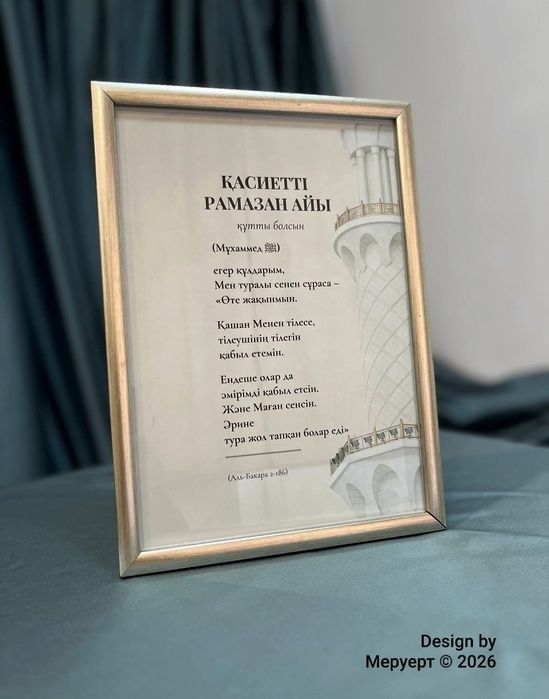 ҚАСИЕТТІ
РАМАЗАН АЙЫ
құтты болсын
(Мұхаммед ﷺ)
егер құлдарым,
Мен туралы сенен сұраса –
«Өте жақынмын.
Қашан Менен тілесе,
тілеушінің тілегін
қабыл етемін.
Ендеше олар да
әмірімді қабыл етсін.
Және Маған сенсін.
Әрине
тура жол тапқан болар еді»
(Аль-Бакара 2-186)
Design by
Меруерт © 2026